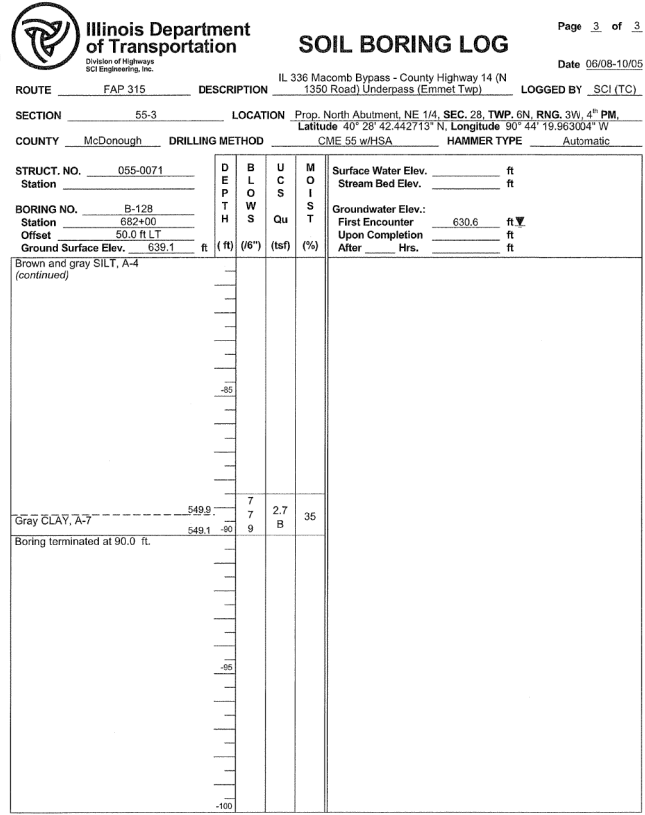 Illinois Department
of Transportation
Division of Highways
SCI Engineering, Inc.
SOIL BORING LOG
Page 3 of 3
Date 06/08-10/05
ROUTE FAP 315 DESCRIPTION IL 336 Macomb Bypass - County Highway 14 (N
1350 Road) Underpass (Emmet Twp) LOGGED BY SCI (TC)
SECTION 55-3 LOCATION Prop. North Abutment, NE 1/4, SEC. 28, TWP. 6N, RNG. 3W, 4th PM,
Latitude 40° 28' 42.442713" N, Longitude 90° 44' 19.963004" W
COUNTY McDonough DRILLING METHOD CME 55 w/HSA HAMMER TYPE Automatic
STRUCT. NO. 055-0071
Station
BORING NO. B-128
Station 682+00
Offset 50.0 ft LT
Ground Surface Elev. 639.1 ft
DEPTH (ft)
BLOWS (/6")
UCS Qu (tsf)
MOIST (%)
Surface Water Elev. ft
Stream Bed Elev. ft
Groundwater Elev.:
First Encounter 630.6 ft ▼
Upon Completion ft
After Hrs. ft
Brown and gray SILT, A-4
(continued)
-85
7
549.9 7 2.7 35
Gray CLAY, A-7 B
549.1 -90 9
Boring terminated at 90.0 ft.
-95
-100